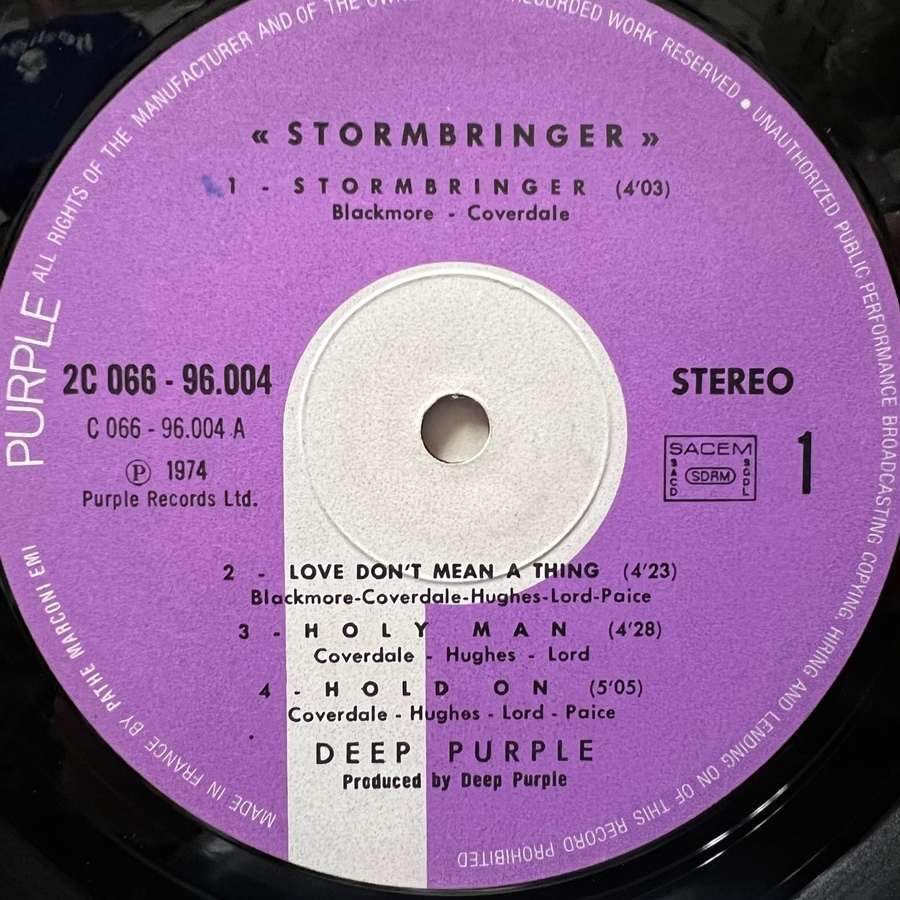 « STORMBRINGER »
1 - STORMBRINGER (4'03)
Blackmore - Coverdale
PURPLE
2C 066 - 96.004
C 066 - 96.004 A
Ⓟ 1974
Purple Records Ltd.
STEREO
SACEM
SACD
SDRM
SGDL
1
2 - LOVE DON'T MEAN A THING (4'23)
Blackmore-Coverdale-Hughes-Lord-Paice
3 - HOLY MAN (4'28)
Coverdale - Hughes - Lord
4 - HOLD ON (5'05)
Coverdale - Hughes - Lord - Paice
DEEP PURPLE
Produced by Deep Purple
ALL RIGHTS OF THE MANUFACTURER AND OF THE RECORDED WORK RESERVED • UNAUTHORIZED PUBLIC PERFORMANCE BROADCASTING COPYING, HIRING AND LENDING ON OF THIS RECORD PROHIBITED
MADE IN FRANCE BY PATHE MARCONI EMI